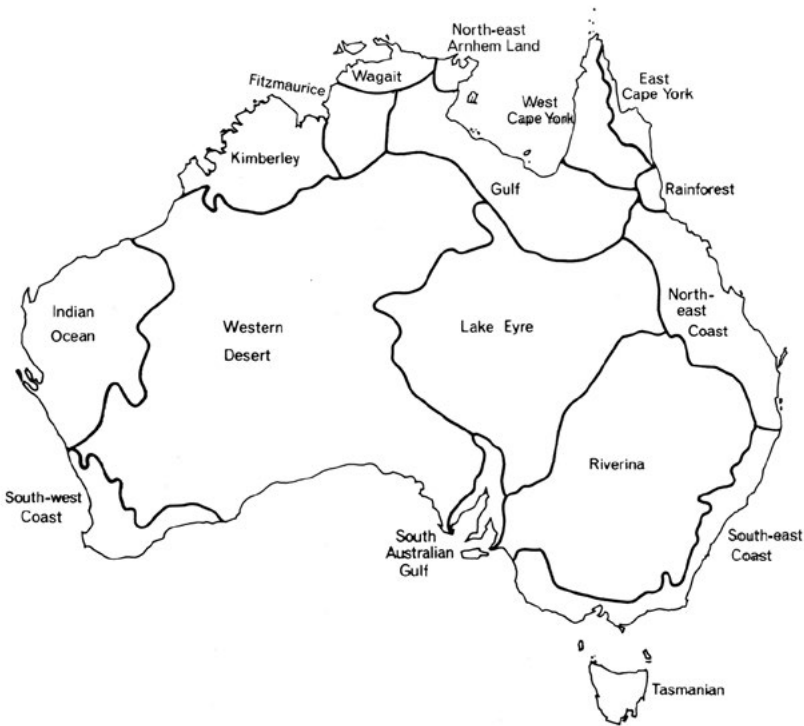 North-east
Arnhem Land
Wagait
Fitzmaurice
East
Cape York
West
Cape York
Kimberley
Gulf
Rainforest
Indian
Ocean
Western
Desert
Lake Eyre
North-
east
Coast
Riverina
South-west
Coast
South
Australian
Gulf
South-east
Coast
Tasmanian